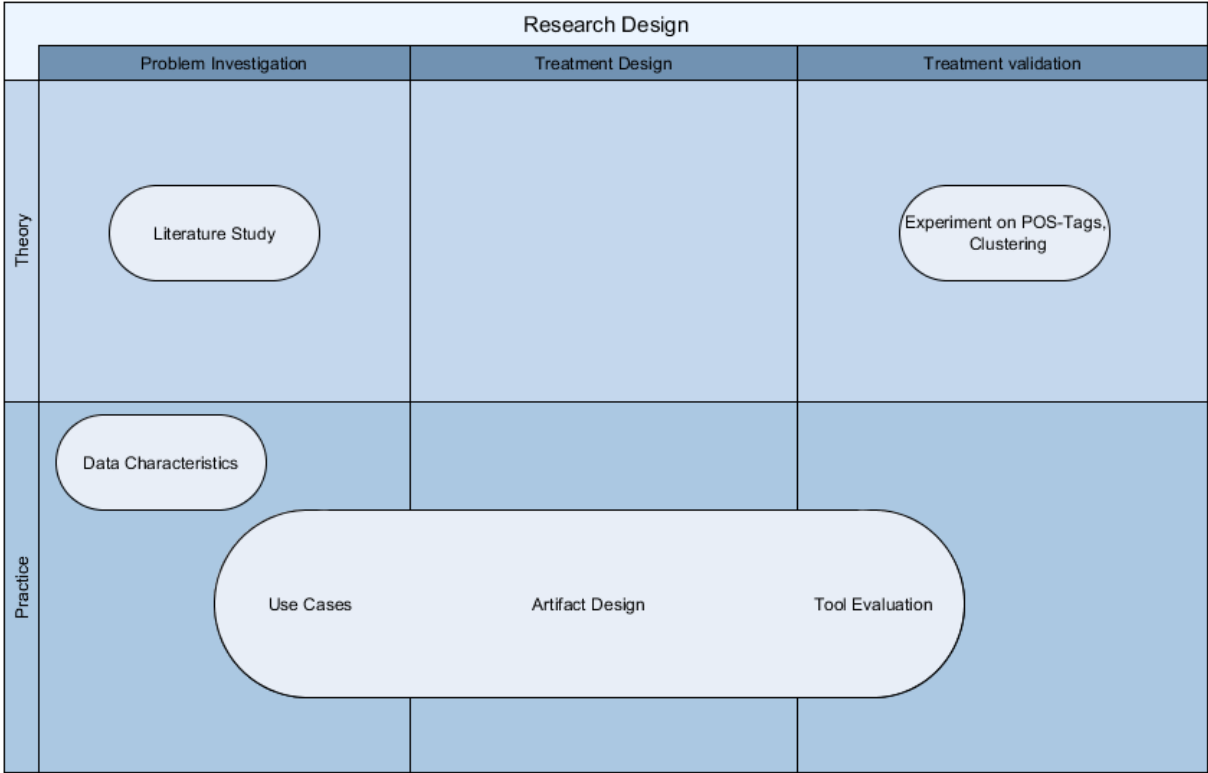 Research Design
Problem Investigation
Treatment Design
Treatment validation
Theory
Literature Study
Experiment on POS-Tags,
Clustering
Practice
Data Characteristics
Use Cases
Artifact Design
Tool Evaluation